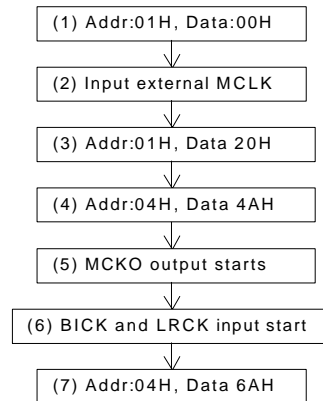 (1) Addr:01H, Data:00H
(2) Input external MCLK
(3) Addr:01H, Data 20H
(4) Addr:04H, Data 4AH
(5) MCKO output starts
(6) BICK and LRCK input start
(7) Addr:04H, Data 6AH